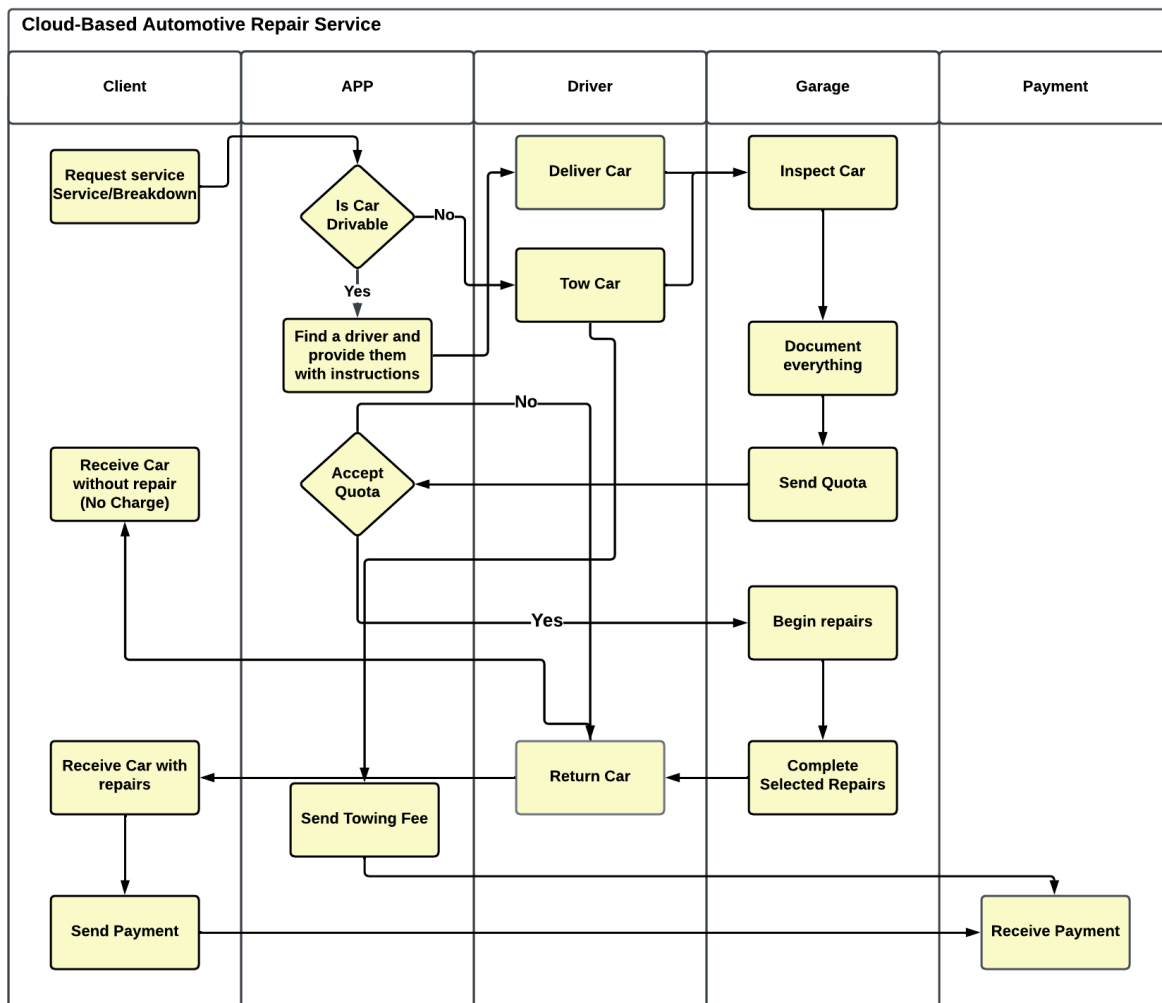 Cloud-Based Automotive Repair Service
Client
APP
Driver
Garage
Payment
Request service
Service/Breakdown
Is Car
Drivable
No
Yes
Deliver Car
Inspect Car
Tow Car
Find a driver and
provide them
with instructions
Document
everything
No
Receive Car
without repair
(No Charge)
Accept
Quota
Send Quota
Yes
Begin repairs
Receive Car with
repairs
Send Towing Fee
Return Car
Complete
Selected Repairs
Send Payment
Receive Payment